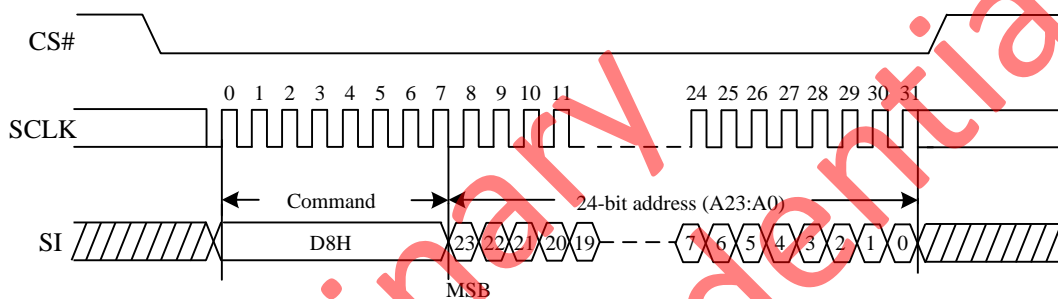 CS#
0 1 2 3 4 5 6 7 8 9 10 11 24 25 26 27 28 29 30 31
SCLK
Command 24-bit address (A23:A0)
SI D8H 23 22 21 20 19 7 6 5 4 3 2 1 0
MSB